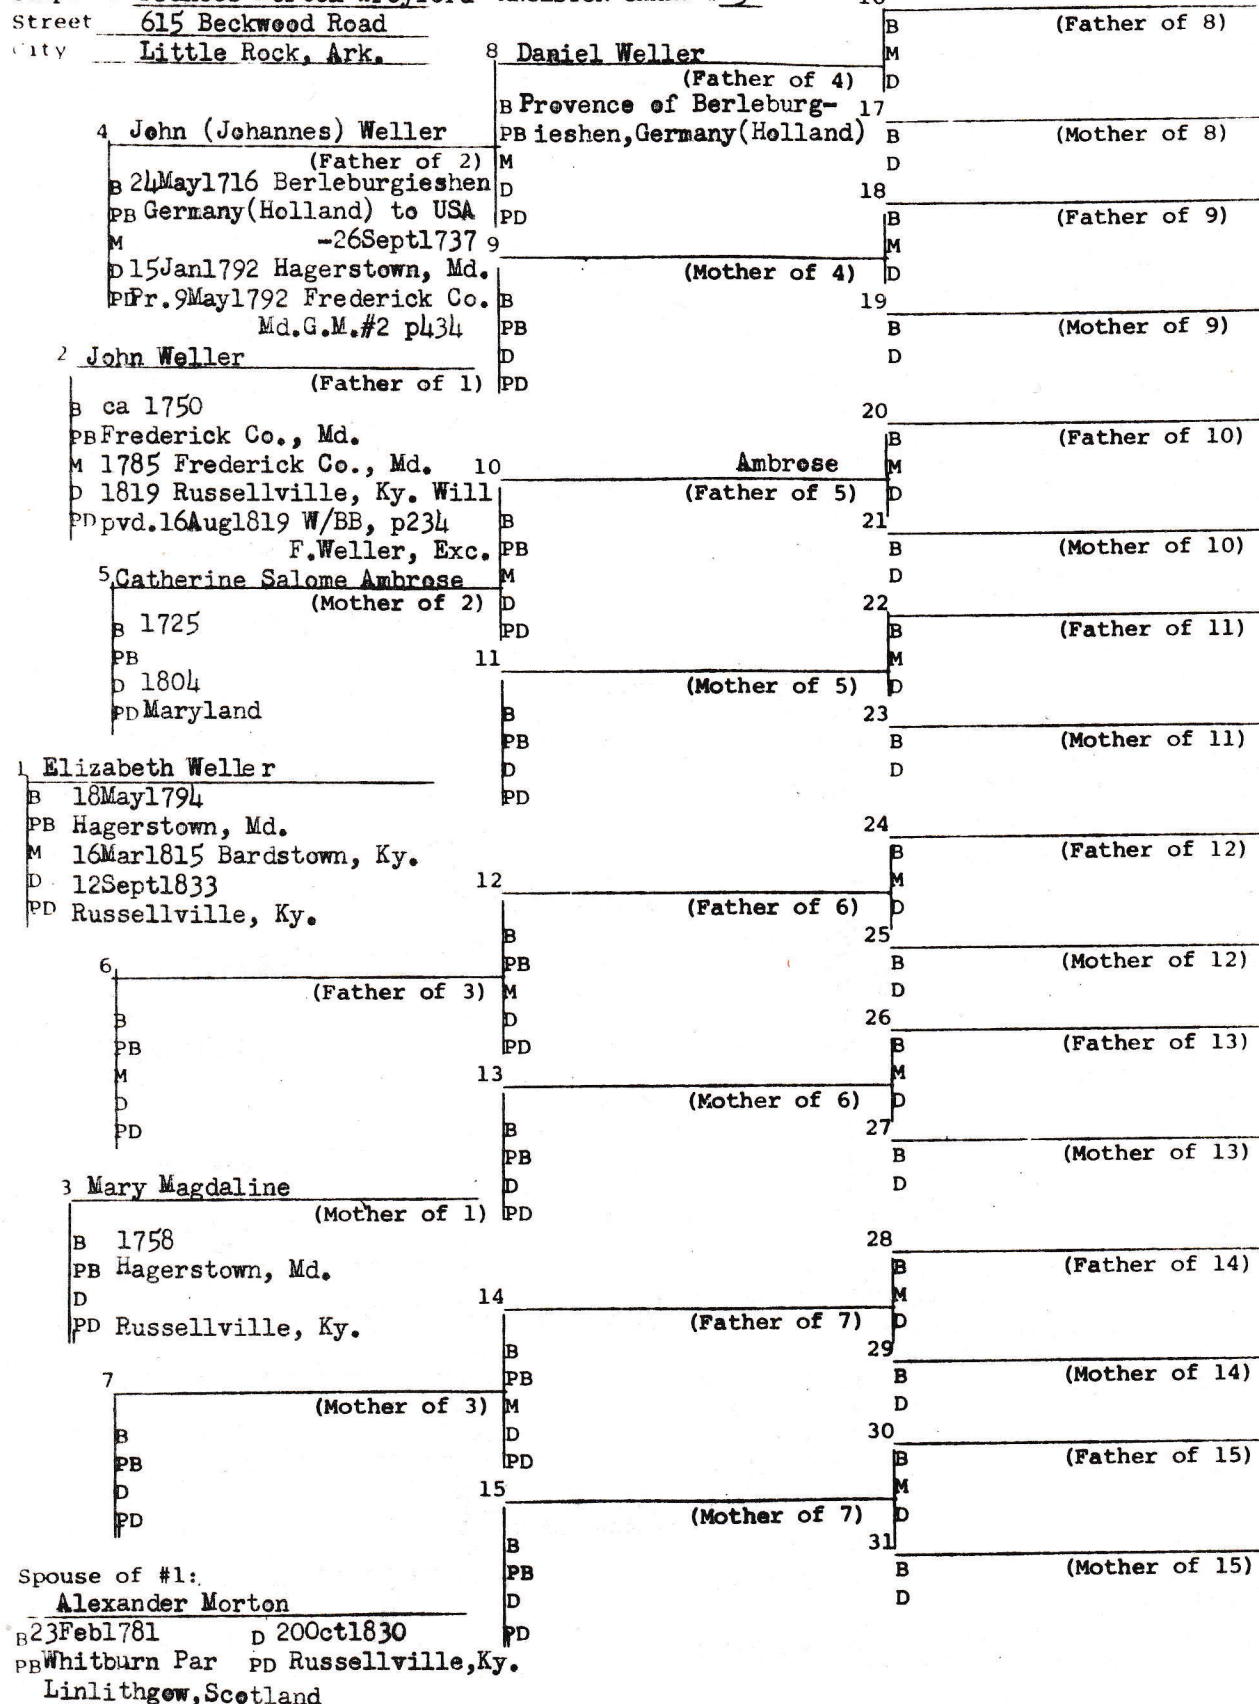 Street 615 Beckwood Road
City Little Rock, Ark.
8 Daniel Weller
(Father of 4)
B Provence of Berleburg-
PB ieshen,Germany(Holland)
M
D
PD
4 John (Johannes) Weller
(Father of 2)
B 24May1716 Berleburgieshen
PB Germany(Holland) to USA
M -26Sept1737
D 15Jan1792 Hagerstown, Md.
PD Pr.9May1792 Frederick Co.
Md.G.M.#2 p434
9
(Mother of 4)
B
PB
D
PD
2 John Weller
(Father of 1)
B ca 1750
PB Frederick Co., Md.
M 1785 Frederick Co., Md.
D 1819 Russellville, Ky. Will
PD pvd.16Aug1819 W/BB, p234
F.Weller, Exc.
10 Ambrose
(Father of 5)
B
PB
M
D
PD
5 Catherine Salome Ambrose
(Mother of 2)
B 1725
PB
D 1804
PD Maryland
11
(Mother of 5)
B
PB
D
PD
1 Elizabeth Weller
B 18May1794
PB Hagerstown, Md.
M 16Mar1815 Bardstown, Ky.
D 12Sept1833
PD Russellville, Ky.
12
(Father of 6)
B
PB
M
D
PD
6
(Father of 3)
B
PB
M
D
PD
13
(Mother of 6)
B
PB
D
PD
3 Mary Magdaline
(Mother of 1)
B 1758
PB Hagerstown, Md.
D
PD Russellville, Ky.
14
(Father of 7)
B
PB
M
D
PD
7
(Mother of 3)
B
PB
D
PD
15
(Mother of 7)
B
PB
D
PD
Spouse of #1:
Alexander Morton
B 23Feb1781 D 20Oct1830
PB Whitburn Par PD Russellville,Ky.
Linlithgow,Scotland
(Father of 8)
B
M
D
17
(Mother of 8)
B
D
18
(Father of 9)
B
M
D
19
(Mother of 9)
B
D
20
(Father of 10)
B
M
D
21
(Mother of 10)
B
D
22
(Father of 11)
B
M
D
23
(Mother of 11)
B
D
24
(Father of 12)
B
M
D
25
(Mother of 12)
B
D
26
(Father of 13)
B
M
D
27
(Mother of 13)
B
D
28
(Father of 14)
B
M
D
29
(Mother of 14)
B
D
30
(Father of 15)
B
M
D
31
(Mother of 15)
B
D